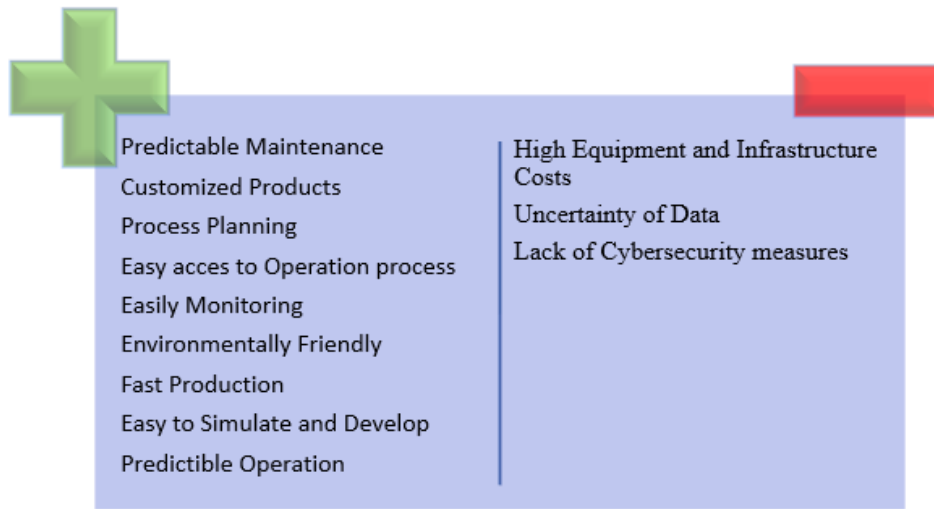 Predictable Maintenance
Customized Products
Process Planning
Easy acces to Operation process
Easily Monitoring
Environmentally Friendly
Fast Production
Easy to Simulate and Develop
Predictible Operation
High Equipment and Infrastructure
Costs
Uncertainty of Data
Lack of Cybersecurity measures